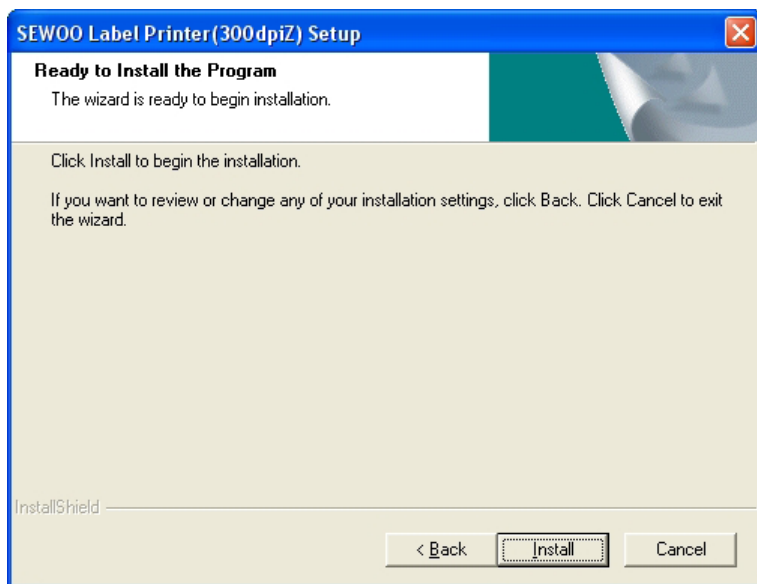 SEWOO Label Printer(300dpiZ) Setup
Ready to Install the Program
The wizard is ready to begin installation.
Click Install to begin the installation.
If you want to review or change any of your installation settings, click Back. Click Cancel to exit
the wizard.
InstallShield
< Back Install Cancel